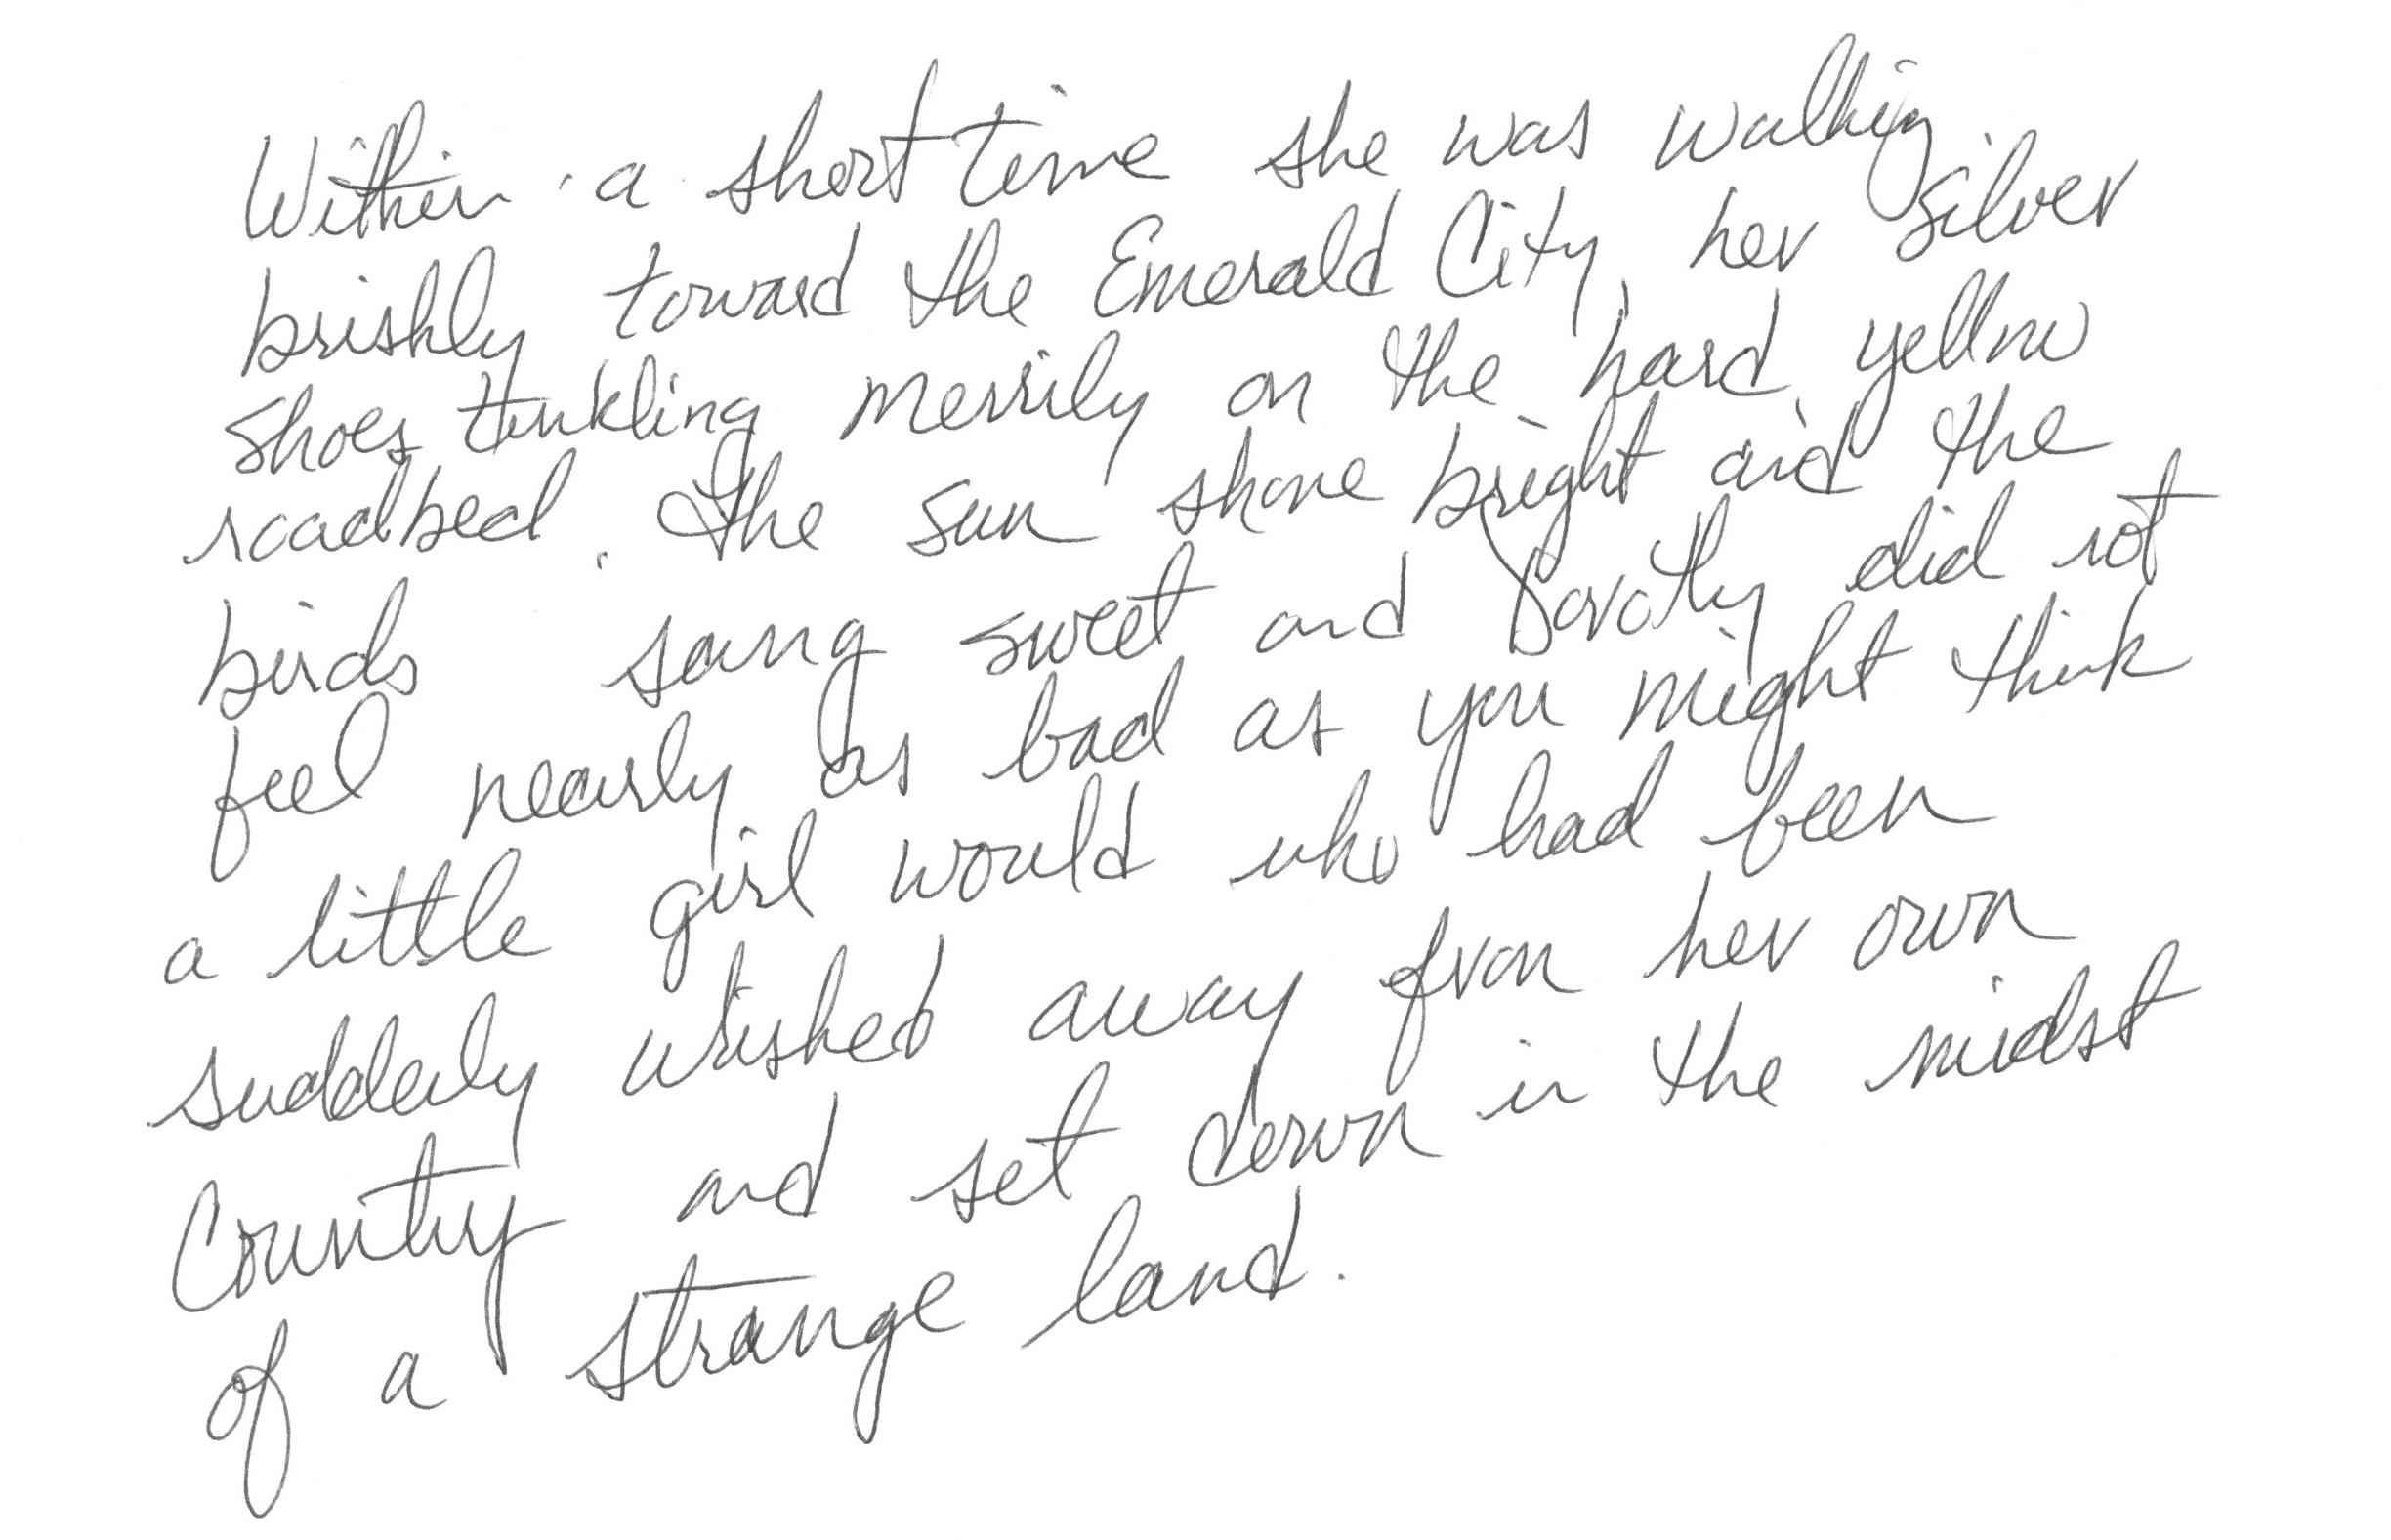 Within a short time she was walking
briskly toward the Emerald City, her silver
shoes tinkling merrily on the hard, yellow
roadbed. The sun shone bright and the
birds sang sweet and Dorothy did not
feel nearly as bad as you might think
a little girl would who had been
suddenly wished away from her own
country and set down in the midst
of a strange land.